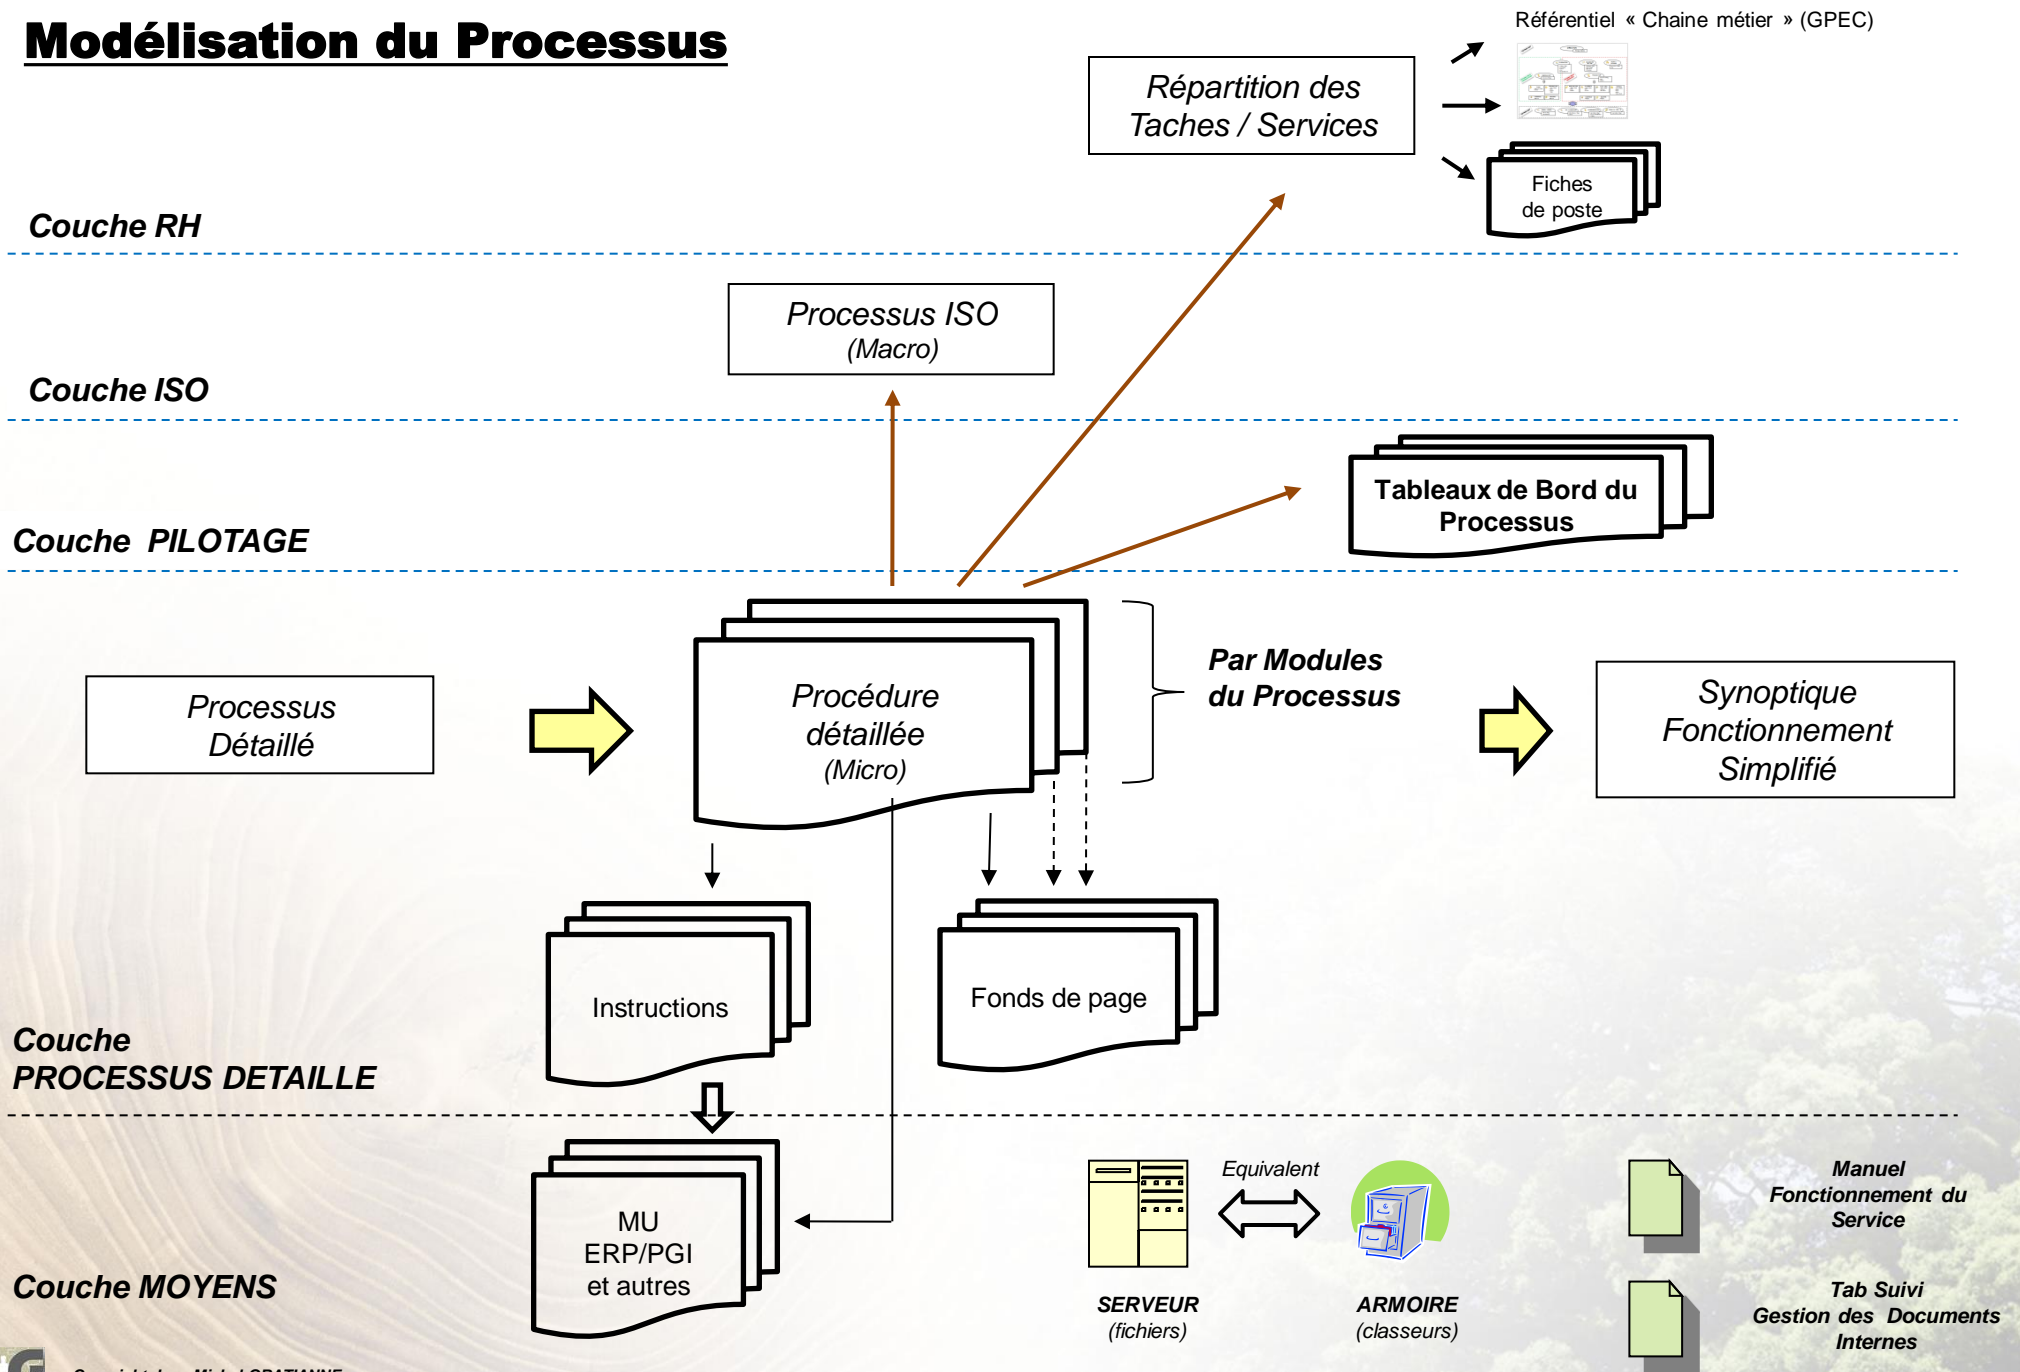 Modélisation du Processus
Référentiel « Chaine métier » (GPEC)
Répartition des
Taches / Services
Fiches
de poste
Couche RH
Processus ISO
(Macro)
Couche ISO
Tableaux de Bord du
Processus
Couche PILOTAGE
Processus
Détaillé
Procédure
détaillée
(Micro)
Par Modules
du Processus
Synoptique
Fonctionnement
Simplifié
Instructions
Fonds de page
Couche
PROCESSUS DETAILLE
MU
ERP/PGI
et autres
Equivalent
Manuel
Fonctionnement du
Service
Couche MOYENS
SERVEUR
(fichiers)
ARMOIRE
(classeurs)
Tab Suivi
Gestion des Documents
Internes